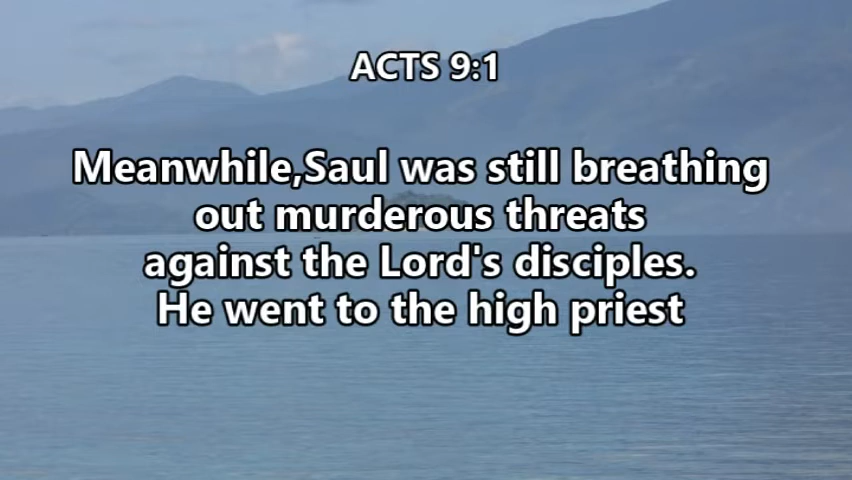 ACTS 9:1
Meanwhile,Saul was still breathing
out murderous threats
against the Lord's disciples.
He went to the high priest